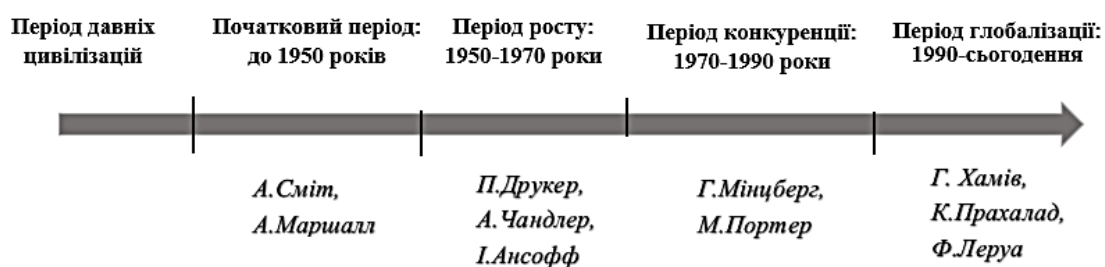 Період давніх
цивілізацій
Початковий період:
до 1950 років
Період росту:
1950-1970 роки
Період конкуренції:
1970-1990 роки
Період глобалізації:
1990-сьогодення
А.Сміт,
А.Маршалл
П.Друкер,
А.Чандлер,
І.Ансофф
Г.Мінцберг,
М.Портер
Г. Хамів,
К.Прахалад,
Ф.Леруа